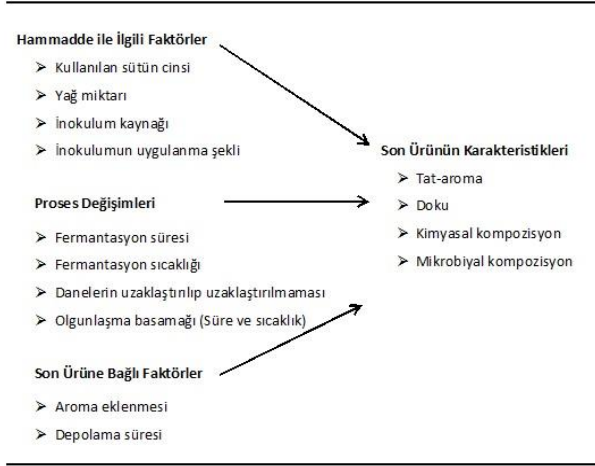 Hammadde ile İlgili Faktörler
➢ Kullanılan sütün cinsi
➢ Yağ miktarı
➢ İnokulum kaynağı
➢ İnokulumun uygulanma şekli
Proses Değişimleri
➢ Fermantasyon süresi
➢ Fermantasyon sıcaklığı
➢ Danelerin uzaklaştırılıp uzaklaştırılmaması
➢ Olgunlaşma basamağı (Süre ve sıcaklık)
Son Ürüne Bağlı Faktörler
➢ Aroma eklenmesi
➢ Depolama süresi
Son Ürünün Karakteristikleri
➢ Tat-aroma
➢ Doku
➢ Kimyasal kompozisyon
➢ Mikrobiyal kompozisyon